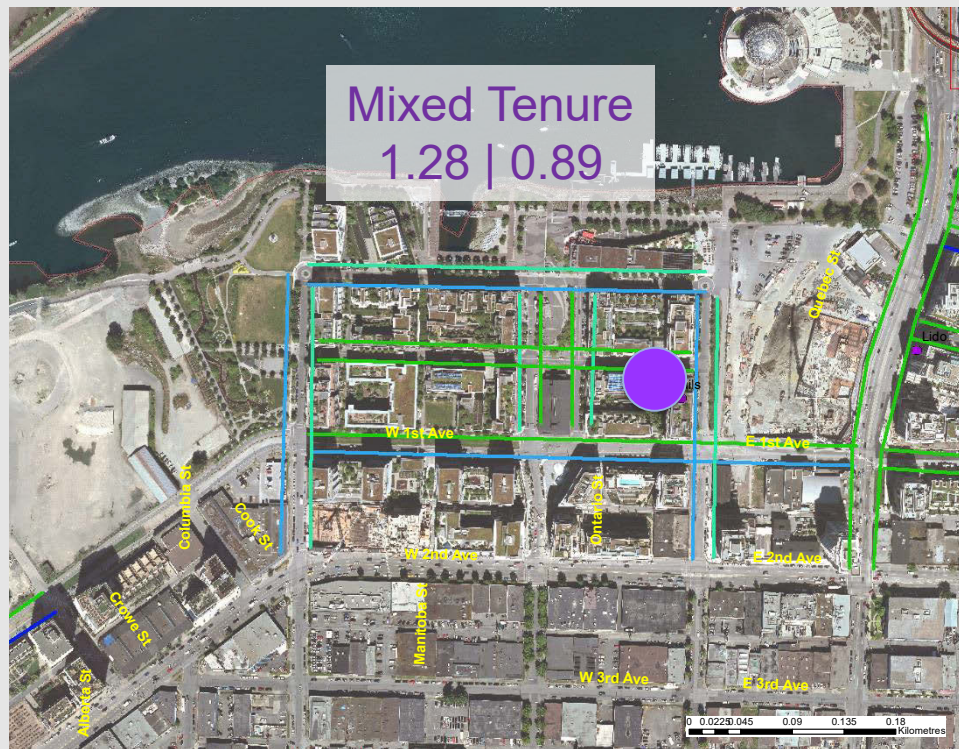 Mixed Tenure
1.28 | 0.89
Quebec St
Lido
W 1st Ave
E 1st Ave
Columbia St
Cook St
Ontario St
W 2nd Ave
E 2nd Ave
Crowe St
Manitoba St
Alberta St
W 3rd Ave
E 3rd Ave
0 0.0225 0.045 0.09 0.135 0.18
Kilometres